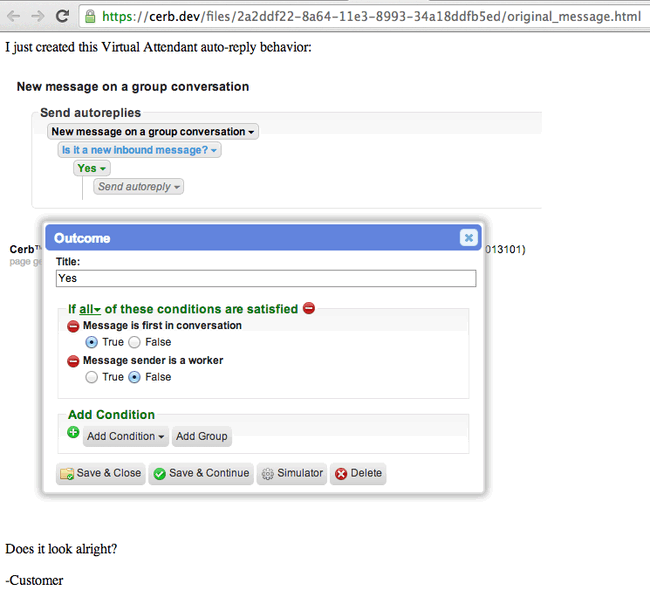 https://cerb.dev/files/2a2ddf22-8a64-11e3-8993-34a18ddfb5ed/original_message.html
I just created this Virtual Attendant auto-reply behavior:
New message on a group conversation
Send autoreplies
New message on a group conversation
Is it a new inbound message?
Yes
Send autoreply
Outcome
Cerb™ 013101)
page
Title:
Yes
If all of these conditions are satisfied
Message is first in conversation
True False
Message sender is a worker
True False
Add Condition
Add Condition Add Group
Save & Close Save & Continue Simulator Delete
Does it look alright?
-Customer